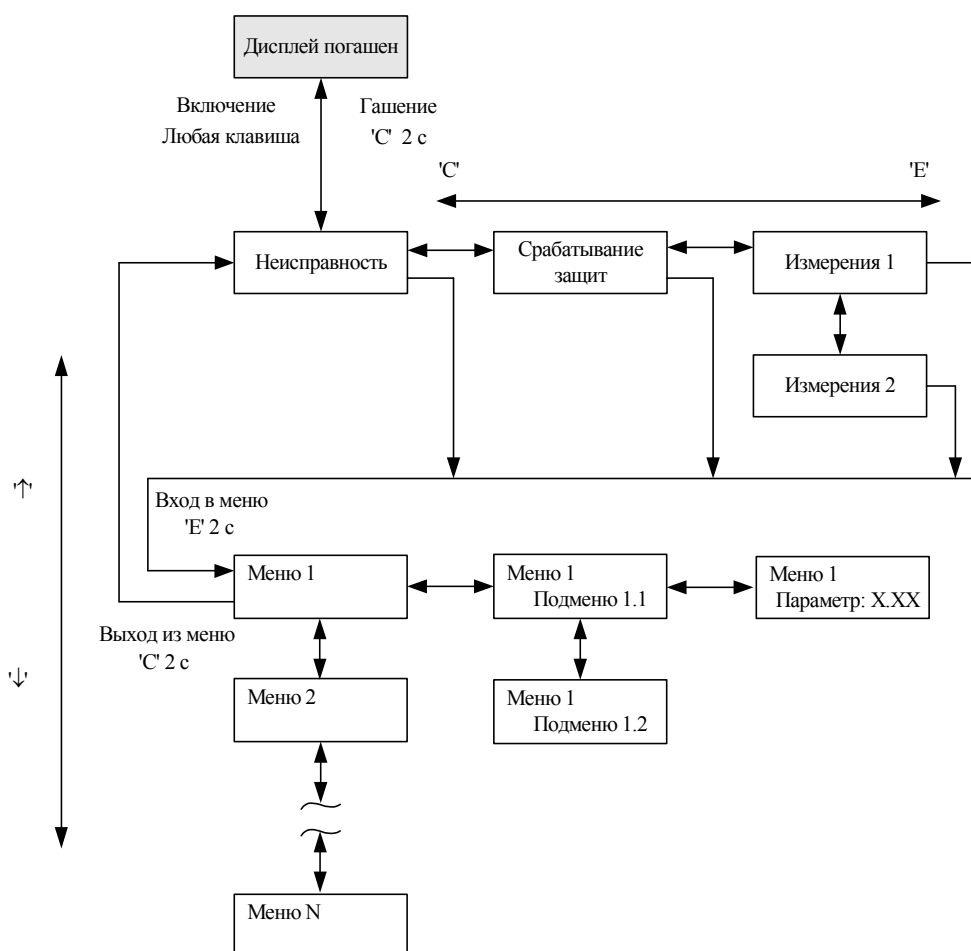 Дисплей погашен
Включение
Любая клавиша
Гашение
'С' 2 с
'С'
'Е'
Неисправность
Срабатывание
защит
Измерения 1
Измерения 2
'↑'
Вход в меню
'Е' 2 с
Меню 1
Меню 1
Подменю 1.1
Меню 1
Параметр: X.XX
Выход из меню
'С' 2 с
'↓'
Меню 2
Меню 1
Подменю 1.2
Меню N